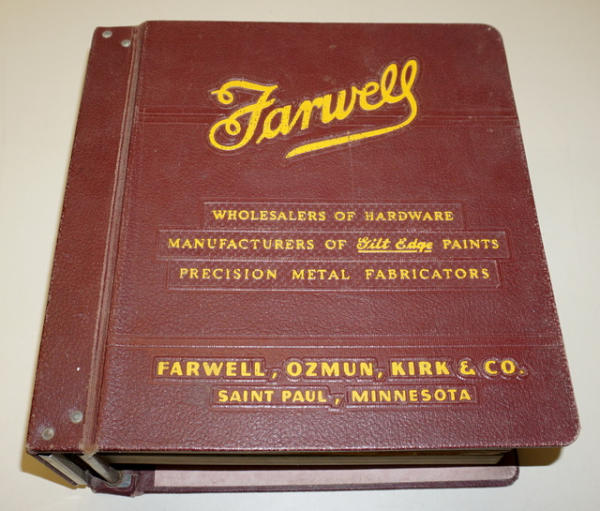 Farwell
WHOLESALERS OF HARDWARE
MANUFACTURERS OF Gilt Edge PAINTS
PRECISION METAL FABRICATORS
FARWELL, OZMUN, KIRK & CO.
SAINT PAUL, MINNESOTA